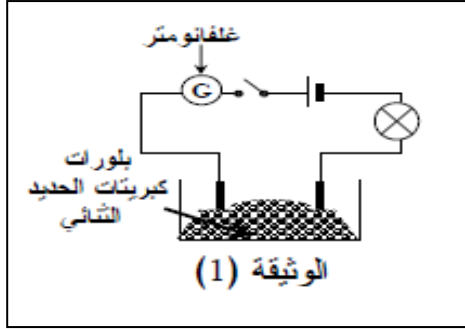 غلفانومتر
G
بلورات
كبريتات الحديد
الثنائي
الوثيقة (1)